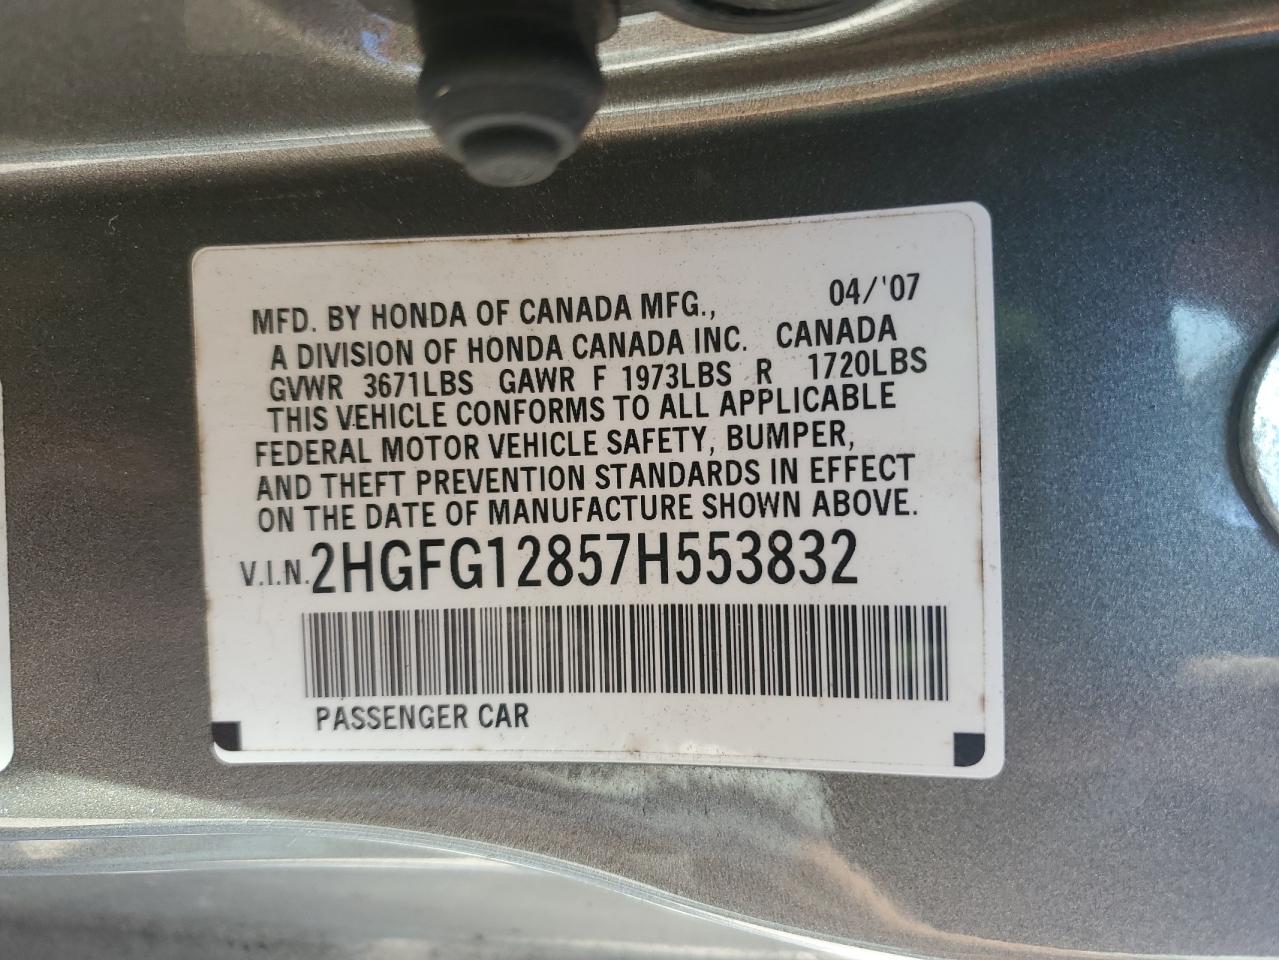 MFD. BY HONDA OF CANADA MFG., 04/'07
A DIVISION OF HONDA CANADA INC. CANADA
GVWR 3671LBS GAWR F 1973LBS R 1720LBS
THIS VEHICLE CONFORMS TO ALL APPLICABLE
FEDERAL MOTOR VEHICLE SAFETY, BUMPER,
AND THEFT PREVENTION STANDARDS IN EFFECT
ON THE DATE OF MANUFACTURE SHOWN ABOVE.
V.I.N. 2HGFG12857H553832
PASSENGER CAR